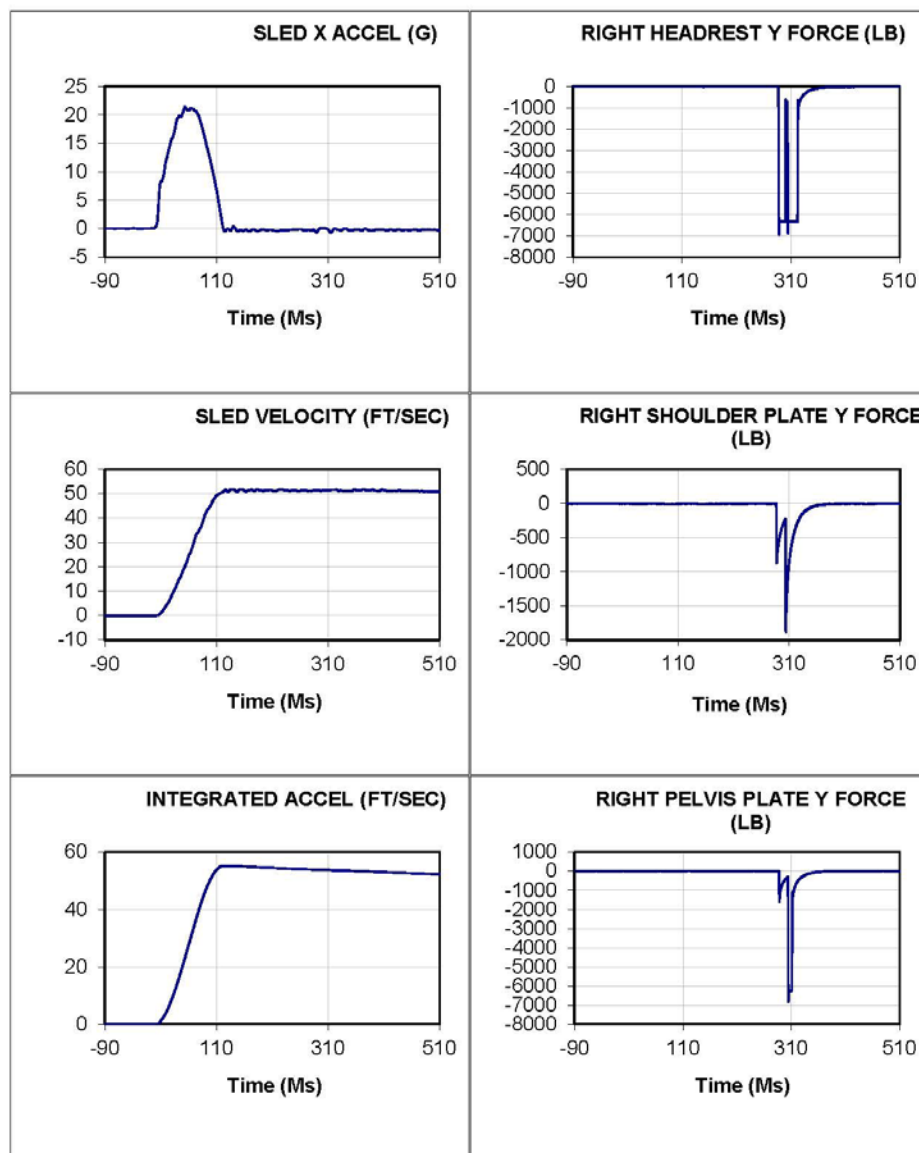 SLED X ACCEL (G)
25
20
15
10
5
0
-5
-90 110 310 510
Time (Ms)
RIGHT HEADREST Y FORCE (LB)
0
-1000
-2000
-3000
-4000
-5000
-6000
-7000
-8000
-90 110 310 510
Time (Ms)
SLED VELOCITY (FT/SEC)
60
50
40
30
20
10
0
-10
-90 110 310 510
Time (Ms)
RIGHT SHOULDER PLATE Y FORCE
(LB)
500
0
-500
-1000
-1500
-2000
-90 110 310 510
Time (Ms)
INTEGRATED ACCEL (FT/SEC)
60
40
20
0
-90 110 310 510
Time (Ms)
RIGHT PELVIS PLATE Y FORCE
(LB)
1000
0
-1000
-2000
-3000
-4000
-5000
-6000
-7000
-8000
-90 110 310 510
Time (Ms)